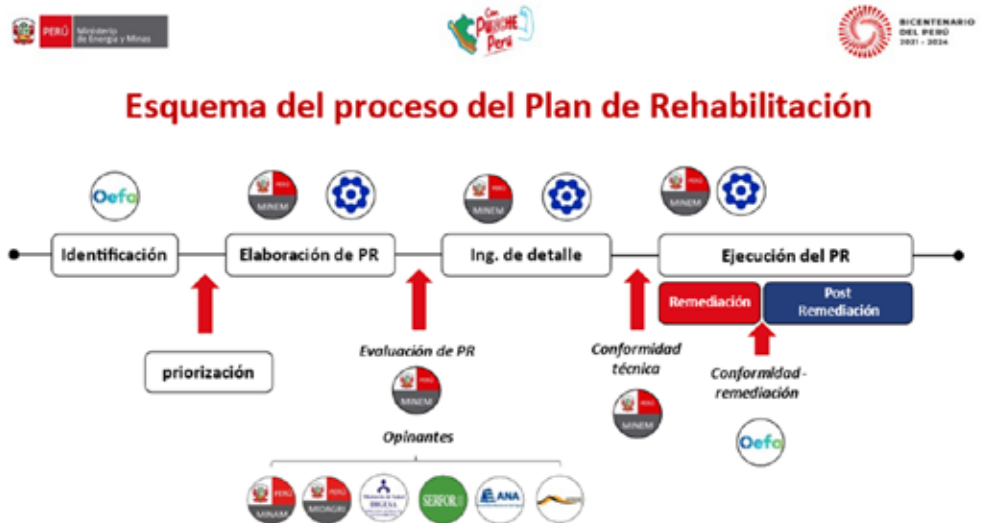 PERÚ
Ministerio
de Energía y Minas
Con
PUNCHE
Perú
BICENTENARIO
DEL PERÚ
2021 - 2024
Esquema del proceso del Plan de Rehabilitación
Oefa
PERÚ
MINEM
PERÚ
MINEM
PERÚ
MINEM
Identificación
Elaboración de PR
Ing. de detalle
Ejecución del PR
Remediación
Post
Remediación
priorización
Evaluación de PR
PERÚ
MINEM
Conformidad
técnica
PERÚ
MINEM
Conformidad-
remediación
Oefa
Opinantes
PERÚ
MINAM
PERÚ
MIDAGRI
DIGESA
SERFOR
ANA